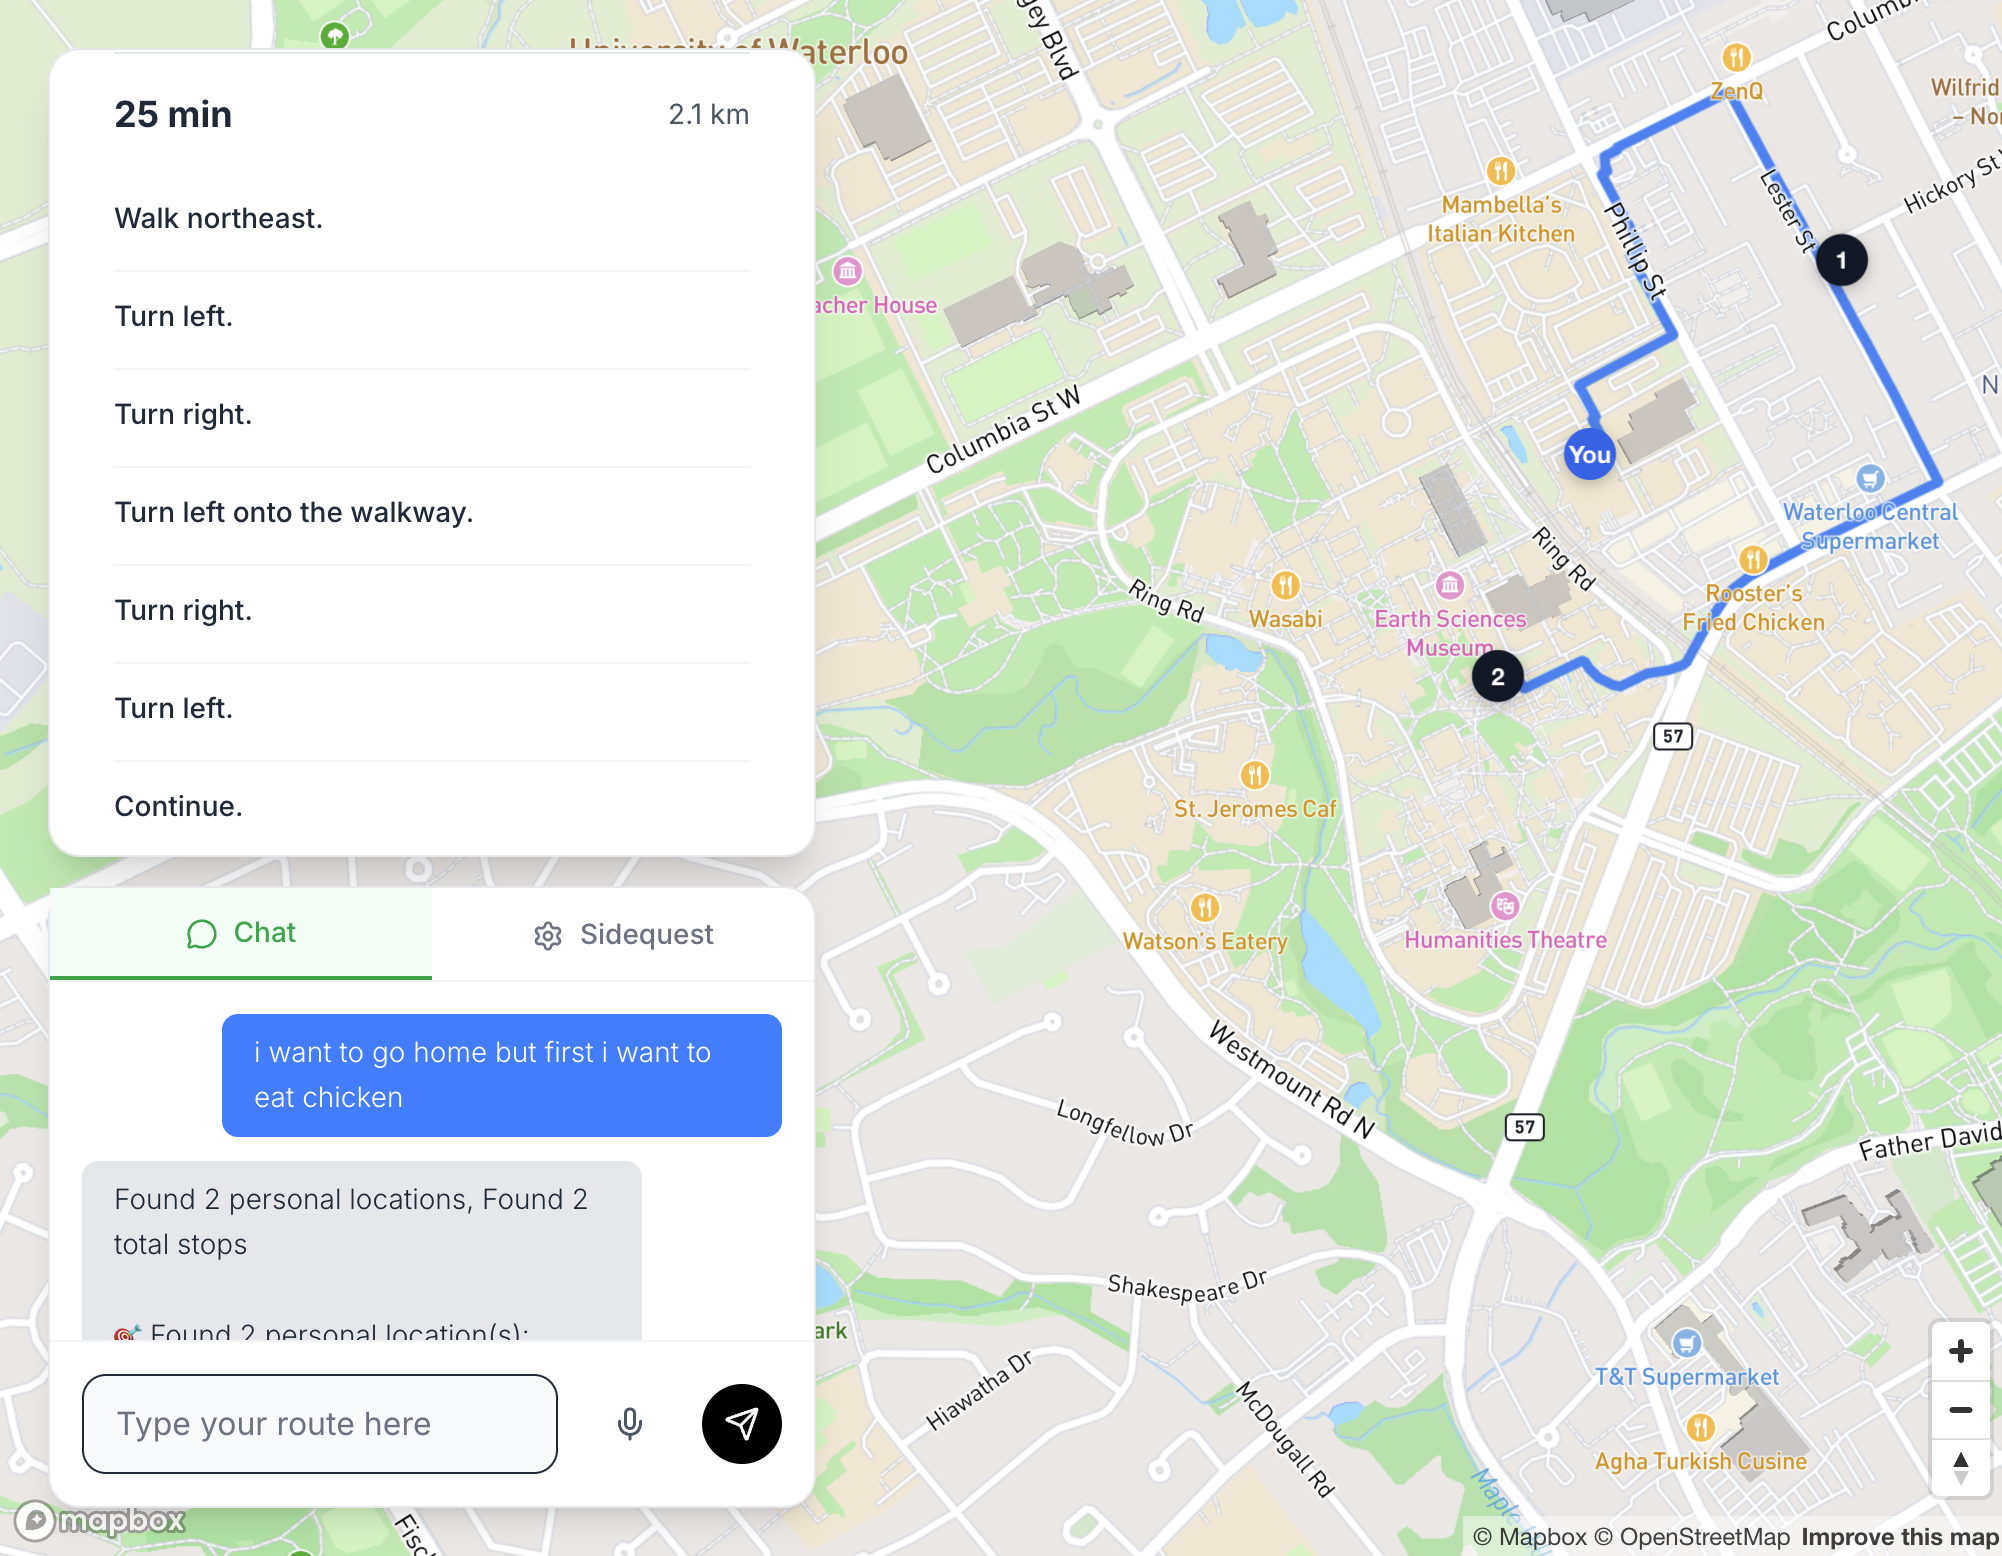 25 min
2.1 km
Walk northeast.
Turn left.
Turn right.
Turn left onto the walkway.
Turn right.
Turn left.
Continue.
Chat
Sidequest
i want to go home but first i want to
eat chicken
Found 2 personal locations, Found 2
total stops
🎯 Found 2 personal location(s):
Type your route here
mapbox
University of Waterloo
gey Blvd
Columb
ZenQ
Wilfrid
– No
Mambella's
Italian Kitchen
Phillip St
Lester St
Hickory St
1
acher House
Columbia St W
You
N
Waterloo Central
Supermarket
Ring Rd
Rooster's
Fried Chicken
Ring Rd
Wasabi
Earth Sciences
Museum
2
57
St. Jeromes Caf
Watson's Eatery
Humanities Theatre
Westmount Rd N
57
Longfellow Dr
Father David
Shakespeare Dr
ark
T&T Supermarket
Hiawatha Dr
McDougall Rd
Agha Turkish Cusine
Maple
Fisc
© Mapbox © OpenStreetMap Improve this map